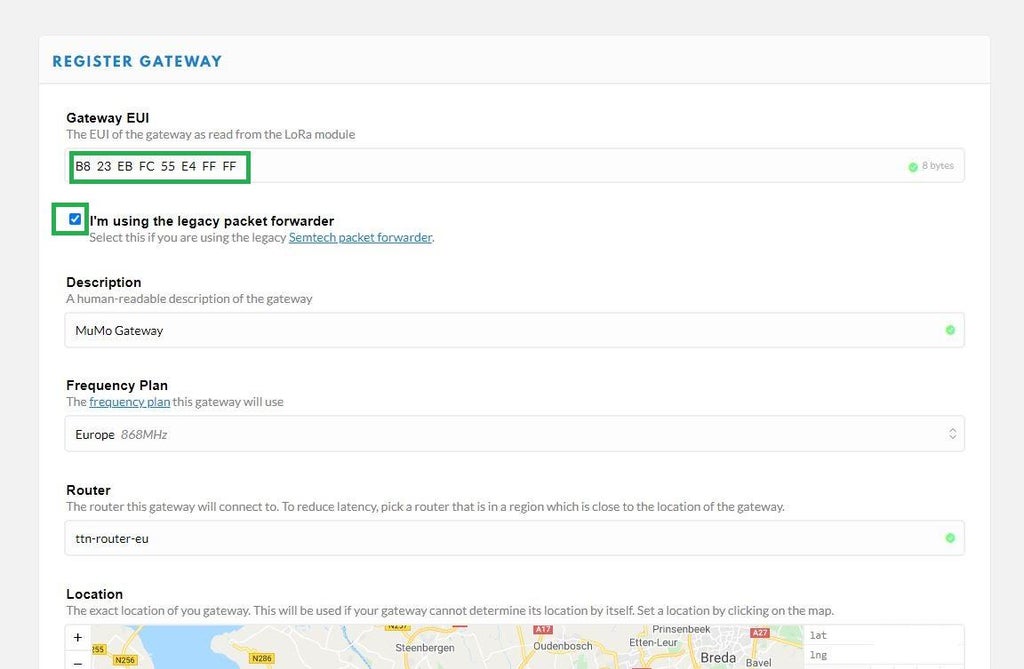 REGISTER GATEWAY
Gateway EUI
The EUI of the gateway as read from the LoRa module
B8 23 EB FC 55 E4 FF FF
8 bytes
I'm using the legacy packet forwarder
Select this if you are using the legacy Semtech packet forwarder.
Description
A human-readable description of the gateway
MuMo Gateway
Frequency Plan
The frequency plan this gateway will use
Europe 868MHz
Router
The router this gateway will connect to. To reduce latency, pick a router that is in a region which is close to the location of the gateway.
ttn-router-eu
Location
The exact location of you gateway. This will be used if your gateway cannot determine its location by itself. Set a location by clicking on the map.
+
−
N257
N256
N286
Steenbergen
A17
Oudenbosch
Prinsenbeek
Etten-Leur
A27
Breda
Bavel
lat
lng